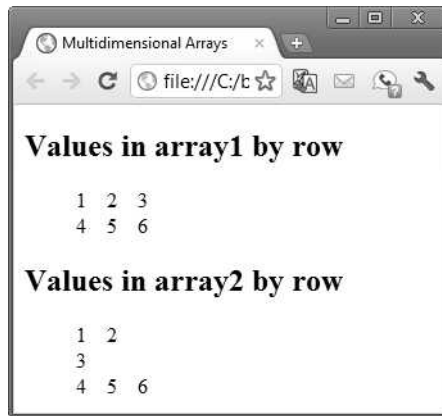 Multidimensional Arrays
file:///C:/b
Values in array1 by row
1 2 3
4 5 6
Values in array2 by row
1 2
3
4 5 6